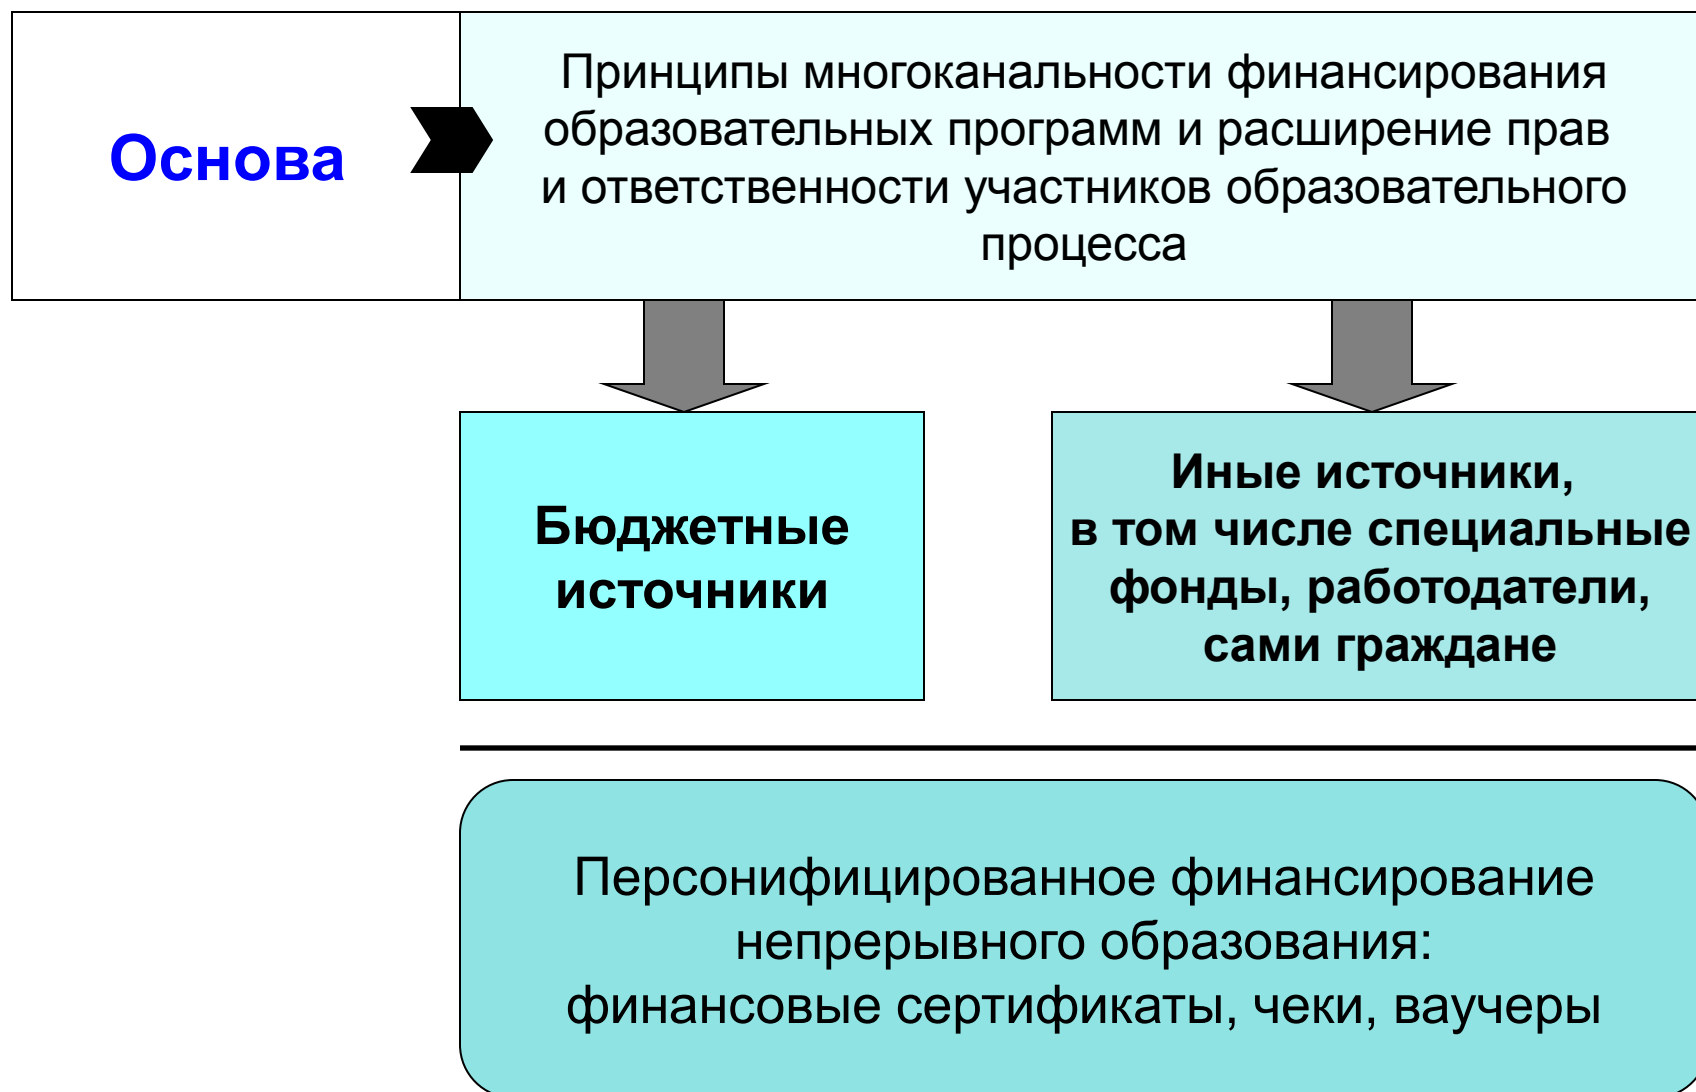 Основа
Принципы многоканальности финансирования
образовательных программ и расширение прав
и ответственности участников образовательного
процесса
Бюджетные
источники
Иные источники,
в том числе специальные
фонды, работодатели,
сами граждане
Персонифицированное финансирование
непрерывного образования:
финансовые сертификаты, чеки, ваучеры